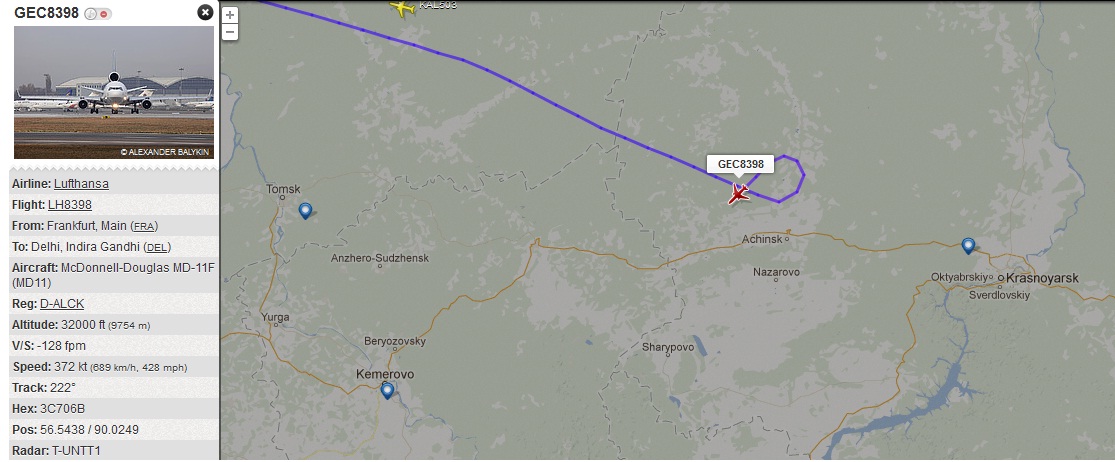 GEC8398
© ALEXANDER BALYKIN
Airline: Lufthansa
Flight: LH8398
From: Frankfurt, Main (FRA)
To: Delhi, Indira Gandhi (DEL)
Aircraft: McDonnell-Douglas MD-11F
(MD11)
Reg: D-ALCK
Altitude: 32000 ft (9754 m)
V/S: -128 fpm
Speed: 372 kt (689 km/h, 428 mph)
Track: 222°
Hex: 3C706B
Pos: 56.5438 / 90.0249
Radar: T-UNTT1
+
−
KAL503
GEC8398
Tomsk
Achinsk
Anzhero-Sudzhensk
Nazarovo
Oktyabrskiy
Krasnoyarsk
Sverdlovskiy
Yurga
Beryozovsky
Sharypovo
Kemerovo